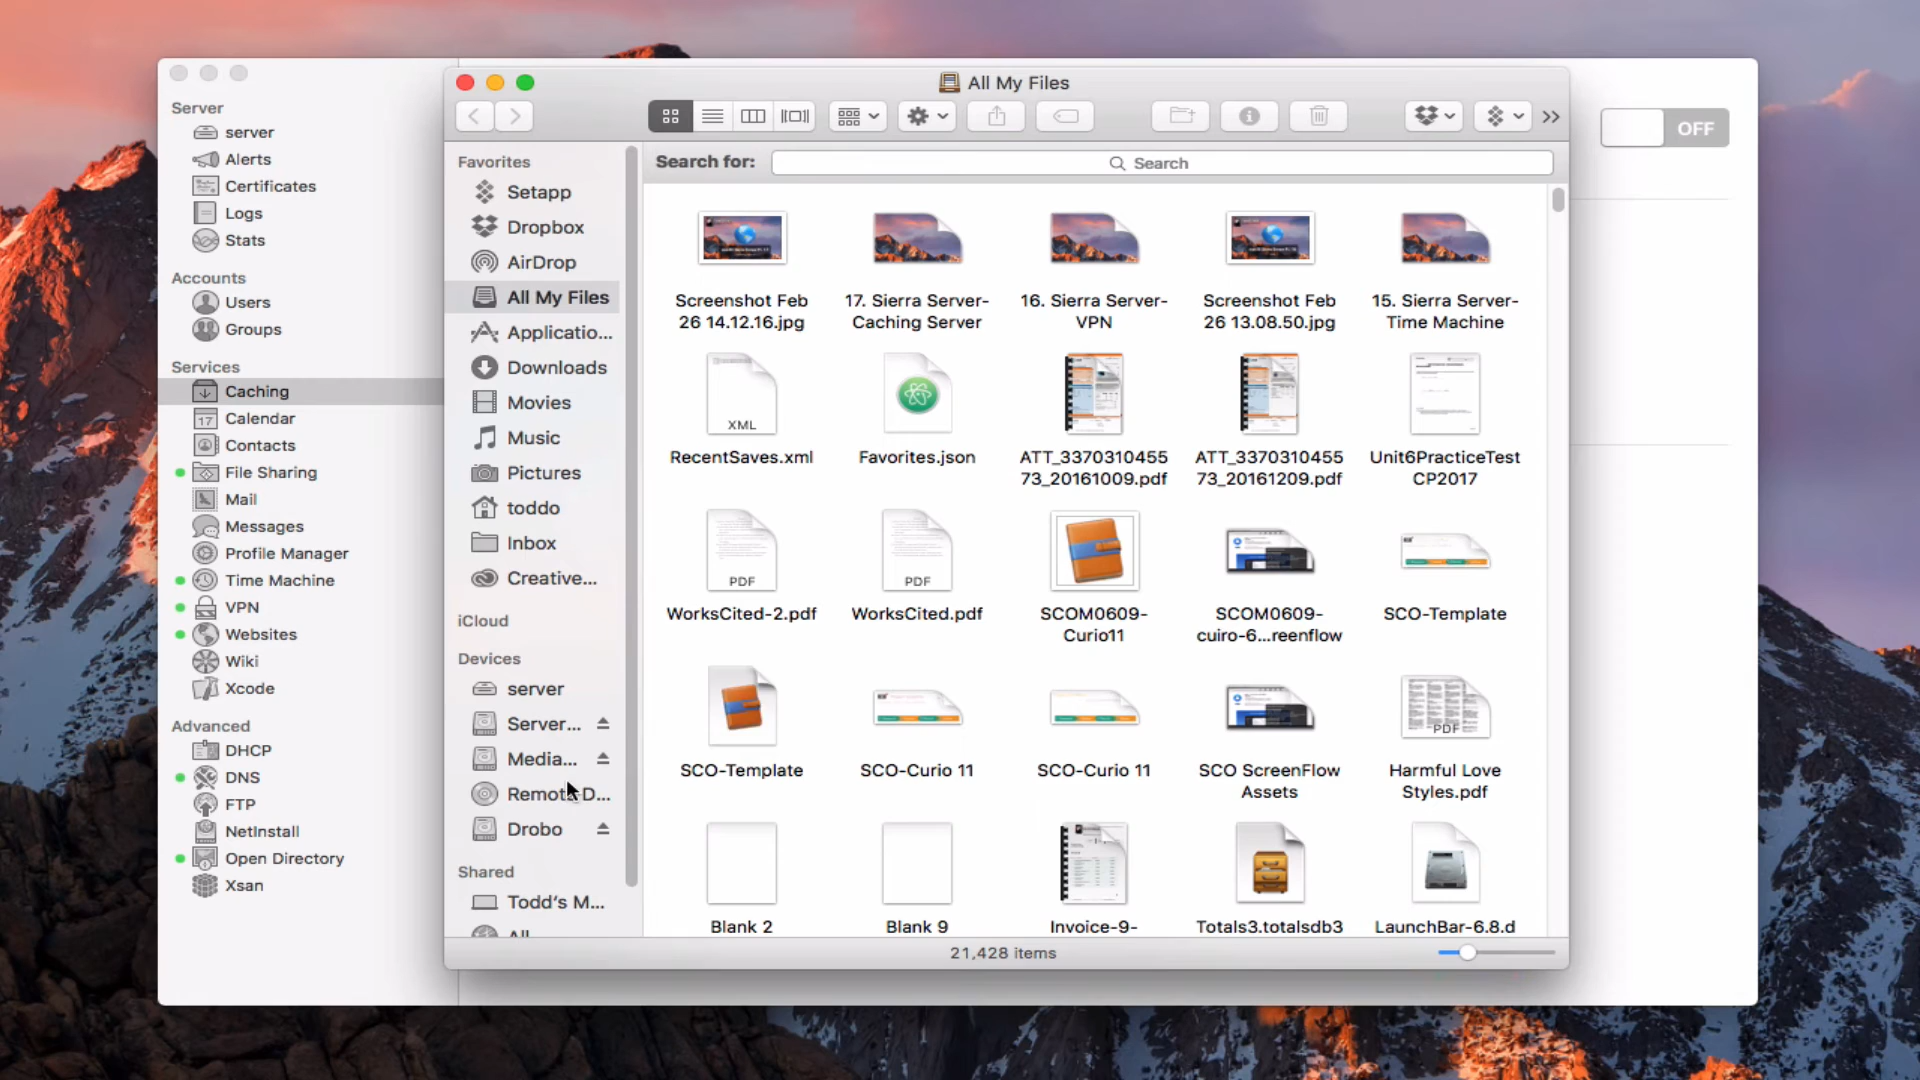 Server
server
Alerts
Certificates
Logs
Stats
Accounts
Users
Groups
Services
Caching
17
Calendar
Contacts
File Sharing
Mail
Messages
Profile Manager
Time Machine
VPN
Websites
Wiki
Xcode
Advanced
DHCP
DNS
FTP
NetInstall
Open Directory
Xsan
All My Files
OFF
Favorites
Setapp
Dropbox
AirDrop
All My Files
Applicatio...
Downloads
Movies
Music
Pictures
toddo
Inbox
Creative...
iCloud
Devices
server
Server...
Media...
Drobo
Shared
Todd's M...
All
Search for:
Search
Screenshot Feb
26 14.12.16.jpg
17. Sierra Server-
Caching Server
16. Sierra Server-
VPN
Screenshot Feb
26 13.08.50.jpg
15. Sierra Server-
Time Machine
XML
RecentSaves.xml
Favorites.json
ATT_3370310455
73_20161009.pdf
ATT_3370310455
73_20161209.pdf
Unit6PracticeTest
CP2017
PDF
WorksCited-2.pdf
PDF
WorksCited.pdf
SCOM0609-
Curio11
SCOM0609-
cuiro-6...reenflow
SCO-Template
SCO-Template
SCO-Curio 11
SCO-Curio 11
SCO ScreenFlow
Assets
PDF
Harmful Love
Styles.pdf
Blank 2
Blank 9
Invoice-9-
Totals3.totalsdb3
LaunchBar-6.8.d
21,428 items